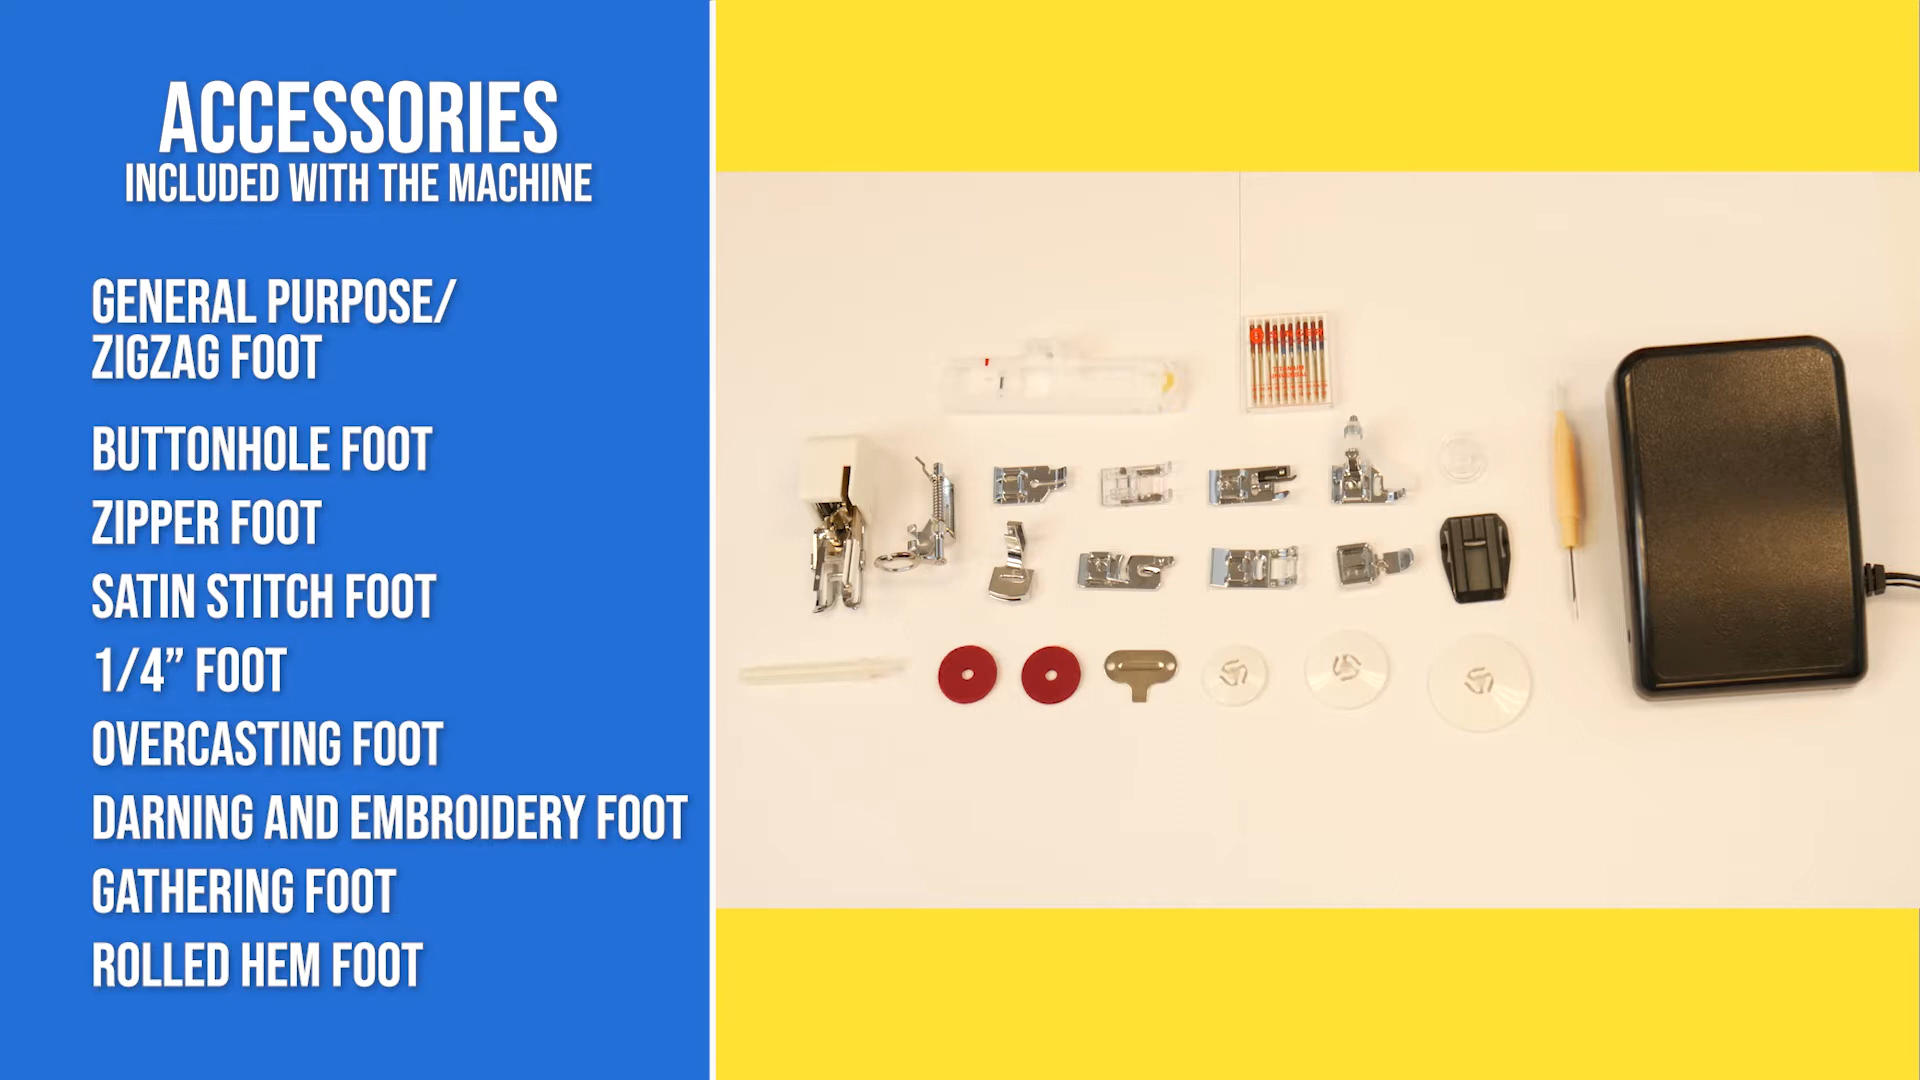 ACCESSORIES
INCLUDED WITH THE MACHINE
GENERAL PURPOSE/
ZIGZAG FOOT
BUTTONHOLE FOOT
ZIPPER FOOT
SATIN STITCH FOOT
1/4” FOOT
OVERCASTING FOOT
DARNING AND EMBROIDERY FOOT
GATHERING FOOT
ROLLED HEM FOOT